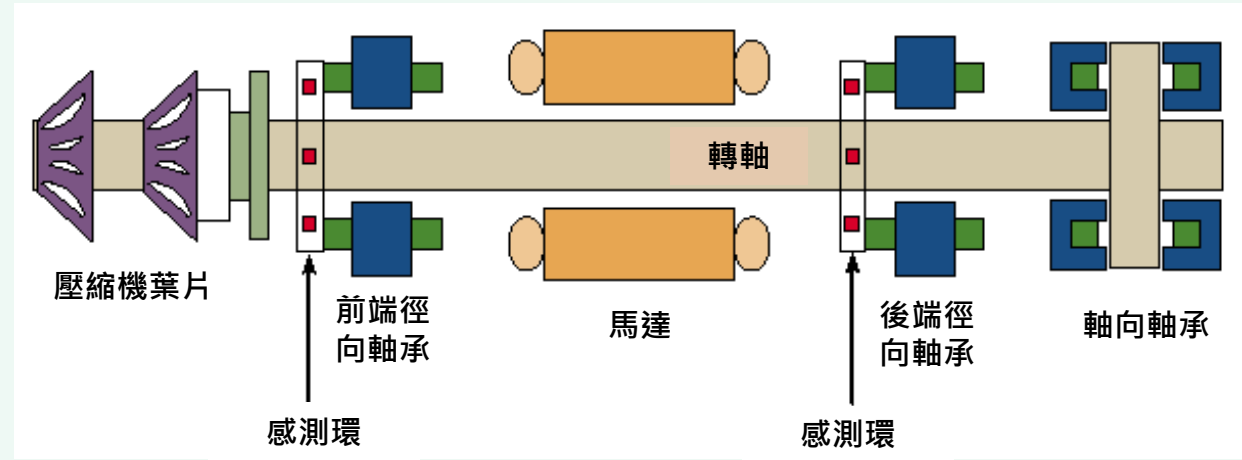 轉軸
壓縮機葉片
前端徑
向軸承
馬達
後端徑
向軸承
軸向軸承
感測環
感測環